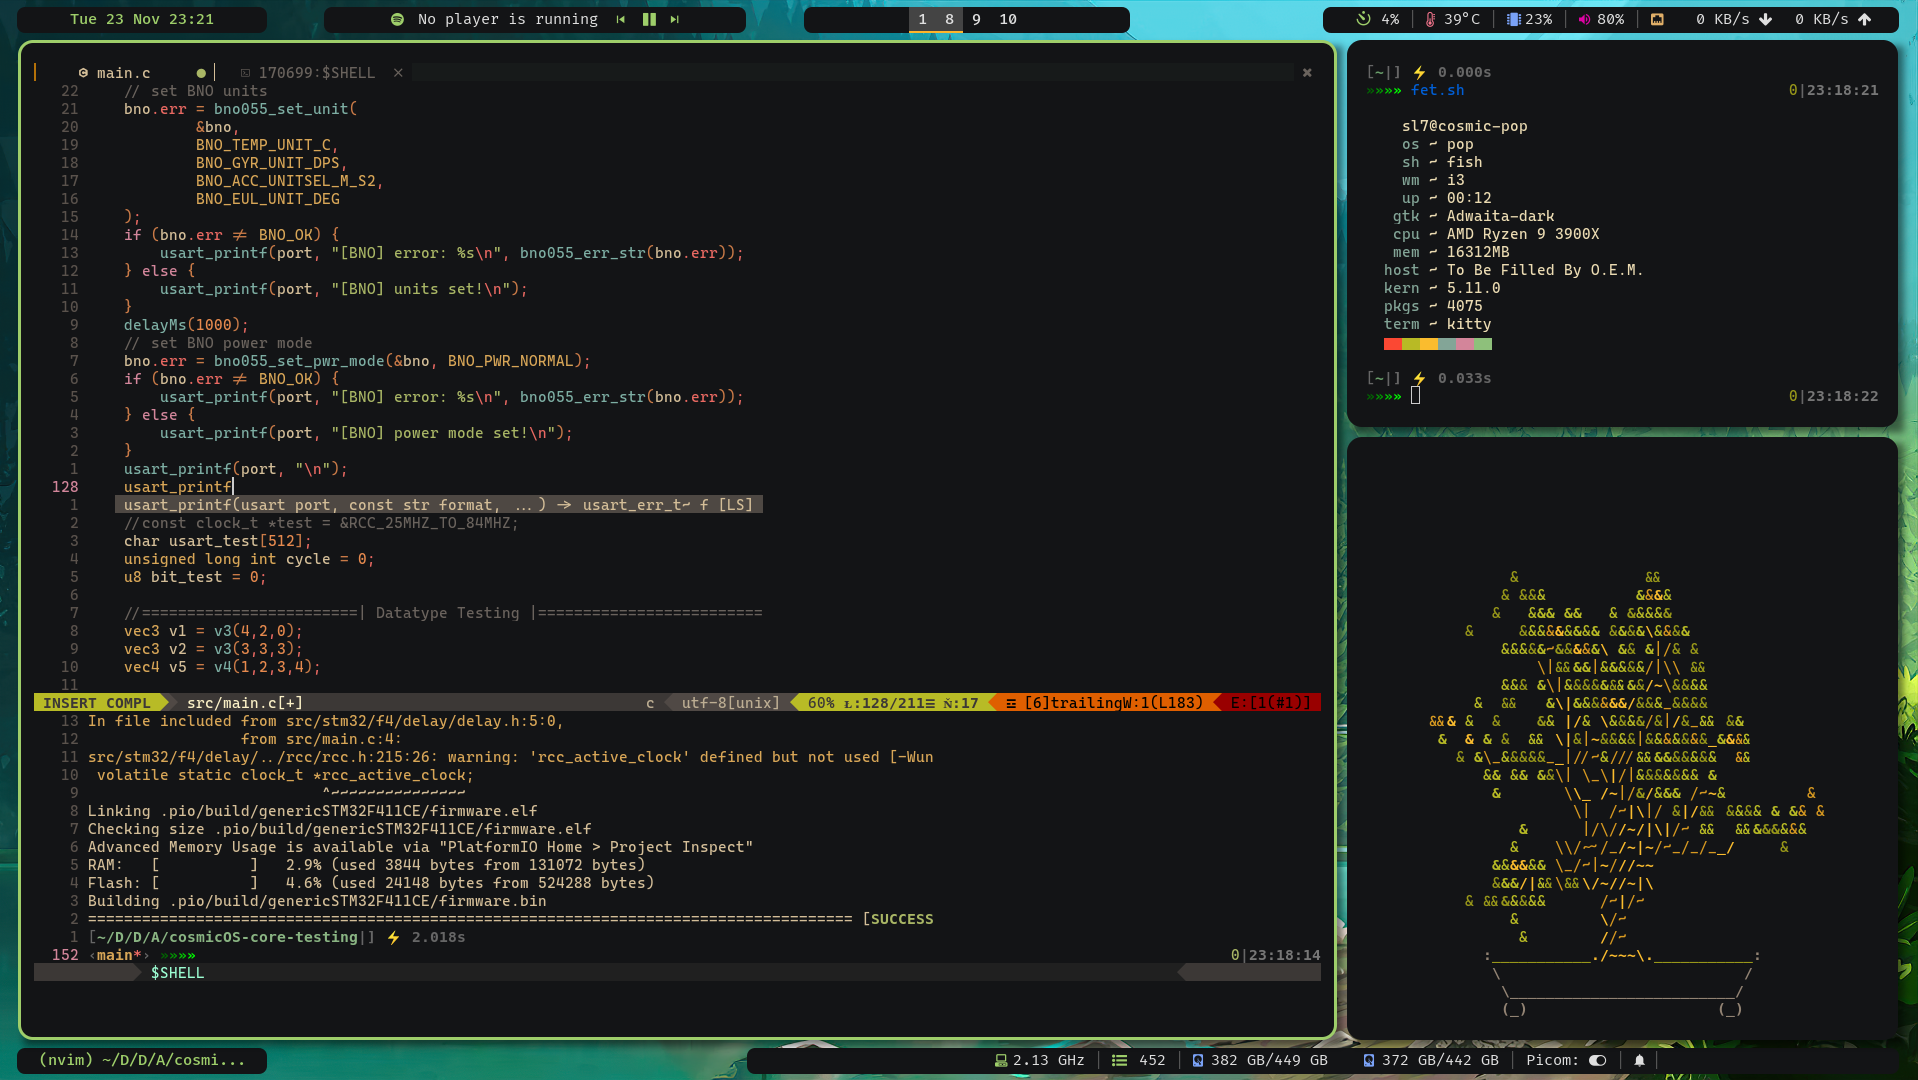 Tue 23 Nov 23:21
No player is running
1 8 9 10
4% | 39°C | 23% | 80% | 0 KB/s 0 KB/s
main.c ● | 170699:$SHELL ×
22 // set BNO units
21 bno.err = bno055_set_unit(
20 &bno,
19 BNO_TEMP_UNIT_C,
18 BNO_GYR_UNIT_DPS,
17 BNO_ACC_UNITSEL_M_S2,
16 BNO_EUL_UNIT_DEG
15 );
14 if (bno.err ≠ BNO_OK) {
13 usart_printf(port, "[BNO] error: %s\n", bno055_err_str(bno.err));
12 } else {
11 usart_printf(port, "[BNO] units set!\n");
10 }
9 delayMs(1000);
8 // set BNO power mode
7 bno.err = bno055_set_pwr_mode(&bno, BNO_PWR_NORMAL);
6 if (bno.err ≠ BNO_OK) {
5 usart_printf(port, "[BNO] error: %s\n", bno055_err_str(bno.err));
4 } else {
3 usart_printf(port, "[BNO] power mode set!\n");
2 }
1 usart_printf(port, "\n");
128 usart_printf
1 usart_printf(usart port, const str format, ...) → usart_err_t~ f [LS]
2 //const clock_t *test = &RCC_25MHZ_TO_84MHZ;
3 char usart_test[512];
4 unsigned long int cycle = 0;
5 u8 bit_test = 0;
6
7 //========================| Datatype Testing |=========================
8 vec3 v1 = v3(4,2,0);
9 vec3 v2 = v3(3,3,3);
10 vec4 v5 = v4(1,2,3,4);
11
INSERT COMPL src/main.c[+] c utf-8[unix] 60% L:128/211≡ N:17 [6]trailingW:1(L183) E:[1(#1)]
13 In file included from src/stm32/f4/delay/delay.h:5:0,
12 from src/main.c:4:
11 src/stm32/f4/delay/../rcc/rcc.h:215:26: warning: 'rcc_active_clock' defined but not used [-Wun
10 volatile static clock_t *rcc_active_clock;
9 ^~~~~~~~~~~~~~~~
8 Linking .pio/build/genericSTM32F411CE/firmware.elf
7 Checking size .pio/build/genericSTM32F411CE/firmware.elf
6 Advanced Memory Usage is available via "PlatformIO Home > Project Inspect"
5 RAM: [ ] 2.9% (used 3844 bytes from 131072 bytes)
4 Flash: [ ] 4.6% (used 24148 bytes from 524288 bytes)
3 Building .pio/build/genericSTM32F411CE/firmware.bin
2 ===================================================================================== [SUCCESS
1 [~/D/D/A/cosmicOS-core-testing|] ⚡ 2.018s
152 ‹main*› »»»» 0|23:18:14
$SHELL
[~|] ⚡ 0.000s
»»»» fet.sh 0|23:18:21
sl7@cosmic-pop
os ~ pop
sh ~ fish
wm ~ i3
up ~ 00:12
gtk ~ Adwaita-dark
cpu ~ AMD Ryzen 9 3900X
mem ~ 16312MB
host ~ To Be Filled By O.E.M.
kern ~ 5.11.0
pkgs ~ 4075
term ~ kitty
[~|] ⚡ 0.033s
»»»» 0|23:18:22
(nvim) ~/D/D/A/cosmi...
2.13 GHz | 452 | 382 GB/449 GB 372 GB/442 GB | Picom: